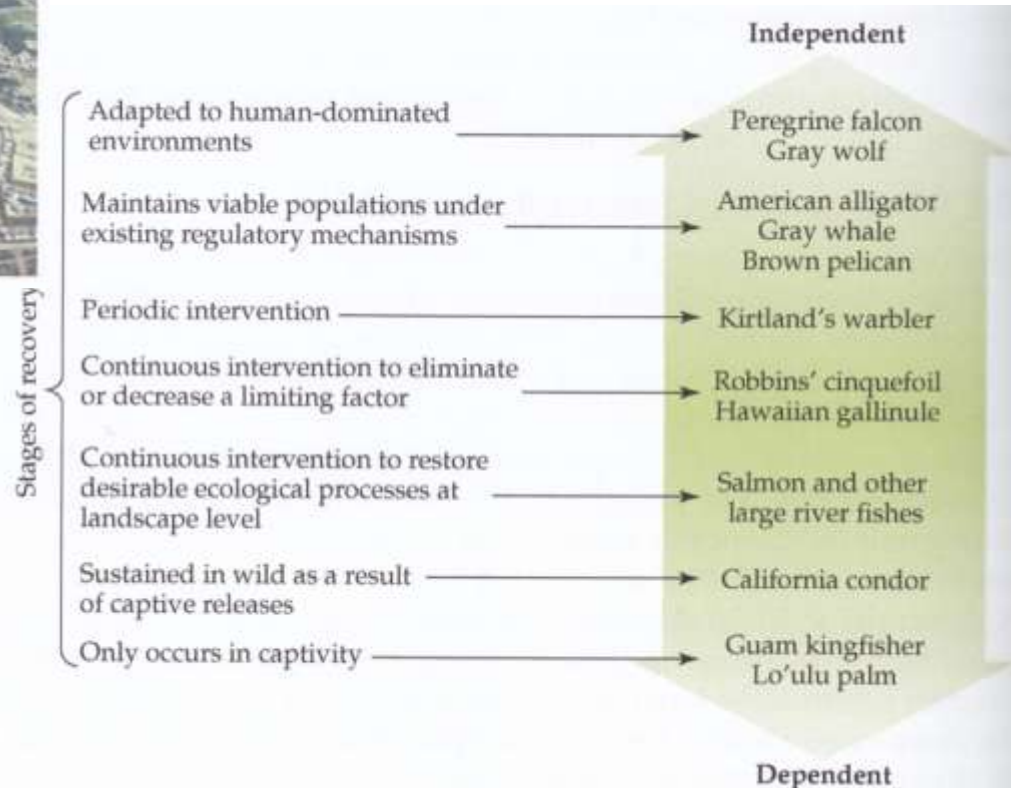 Independent
Stages of recovery
Adapted to human-dominated
environments
Peregrine falcon
Gray wolf
Maintains viable populations under
existing regulatory mechanisms
American alligator
Gray whale
Brown pelican
Periodic intervention
Kirtland's warbler
Continuous intervention to eliminate
or decrease a limiting factor
Robbins' cinquefoil
Hawaiian gallinule
Continuous intervention to restore
desirable ecological processes at
landscape level
Salmon and other
large river fishes
Sustained in wild as a result
of captive releases
California condor
Only occurs in captivity
Guam kingfisher
Lo'ulu palm
Dependent